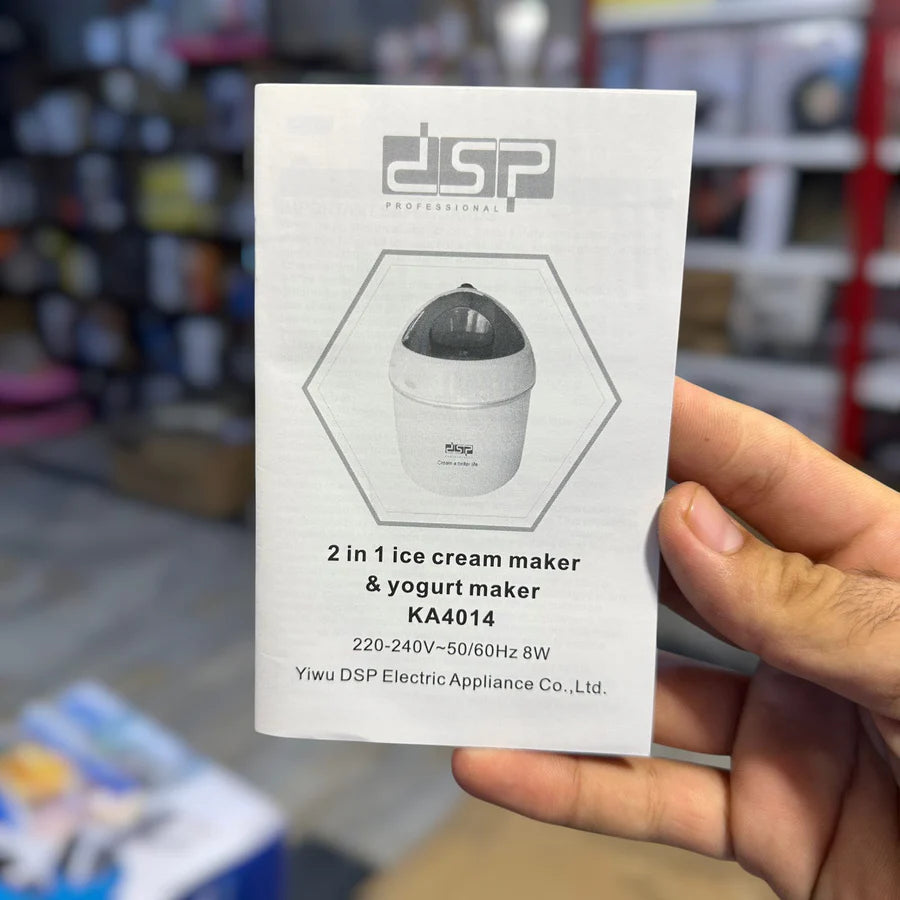 dsp
PROFESSIONAL
dsp
Create a better life
2 in 1 ice cream maker
& yogurt maker
KA4014
220-240V~50/60Hz 8W
Yiwu DSP Electric Appliance Co.,Ltd.